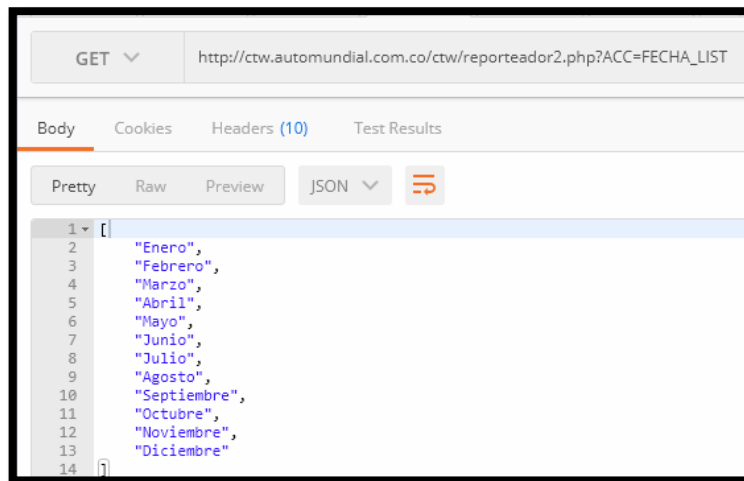 GET http://ctw.automundial.com.co/ctw/reporteador2.php?ACC=FECHA_LIST
Body Cookies Headers (10) Test Results
Pretty Raw Preview JSON
1 [
2 "Enero",
3 "Febrero",
4 "Marzo",
5 "Abril",
6 "Mayo",
7 "Junio",
8 "Julio",
9 "Agosto",
10 "Septiembre",
11 "Octubre",
12 "Noviembre",
13 "Diciembre"
14 ]